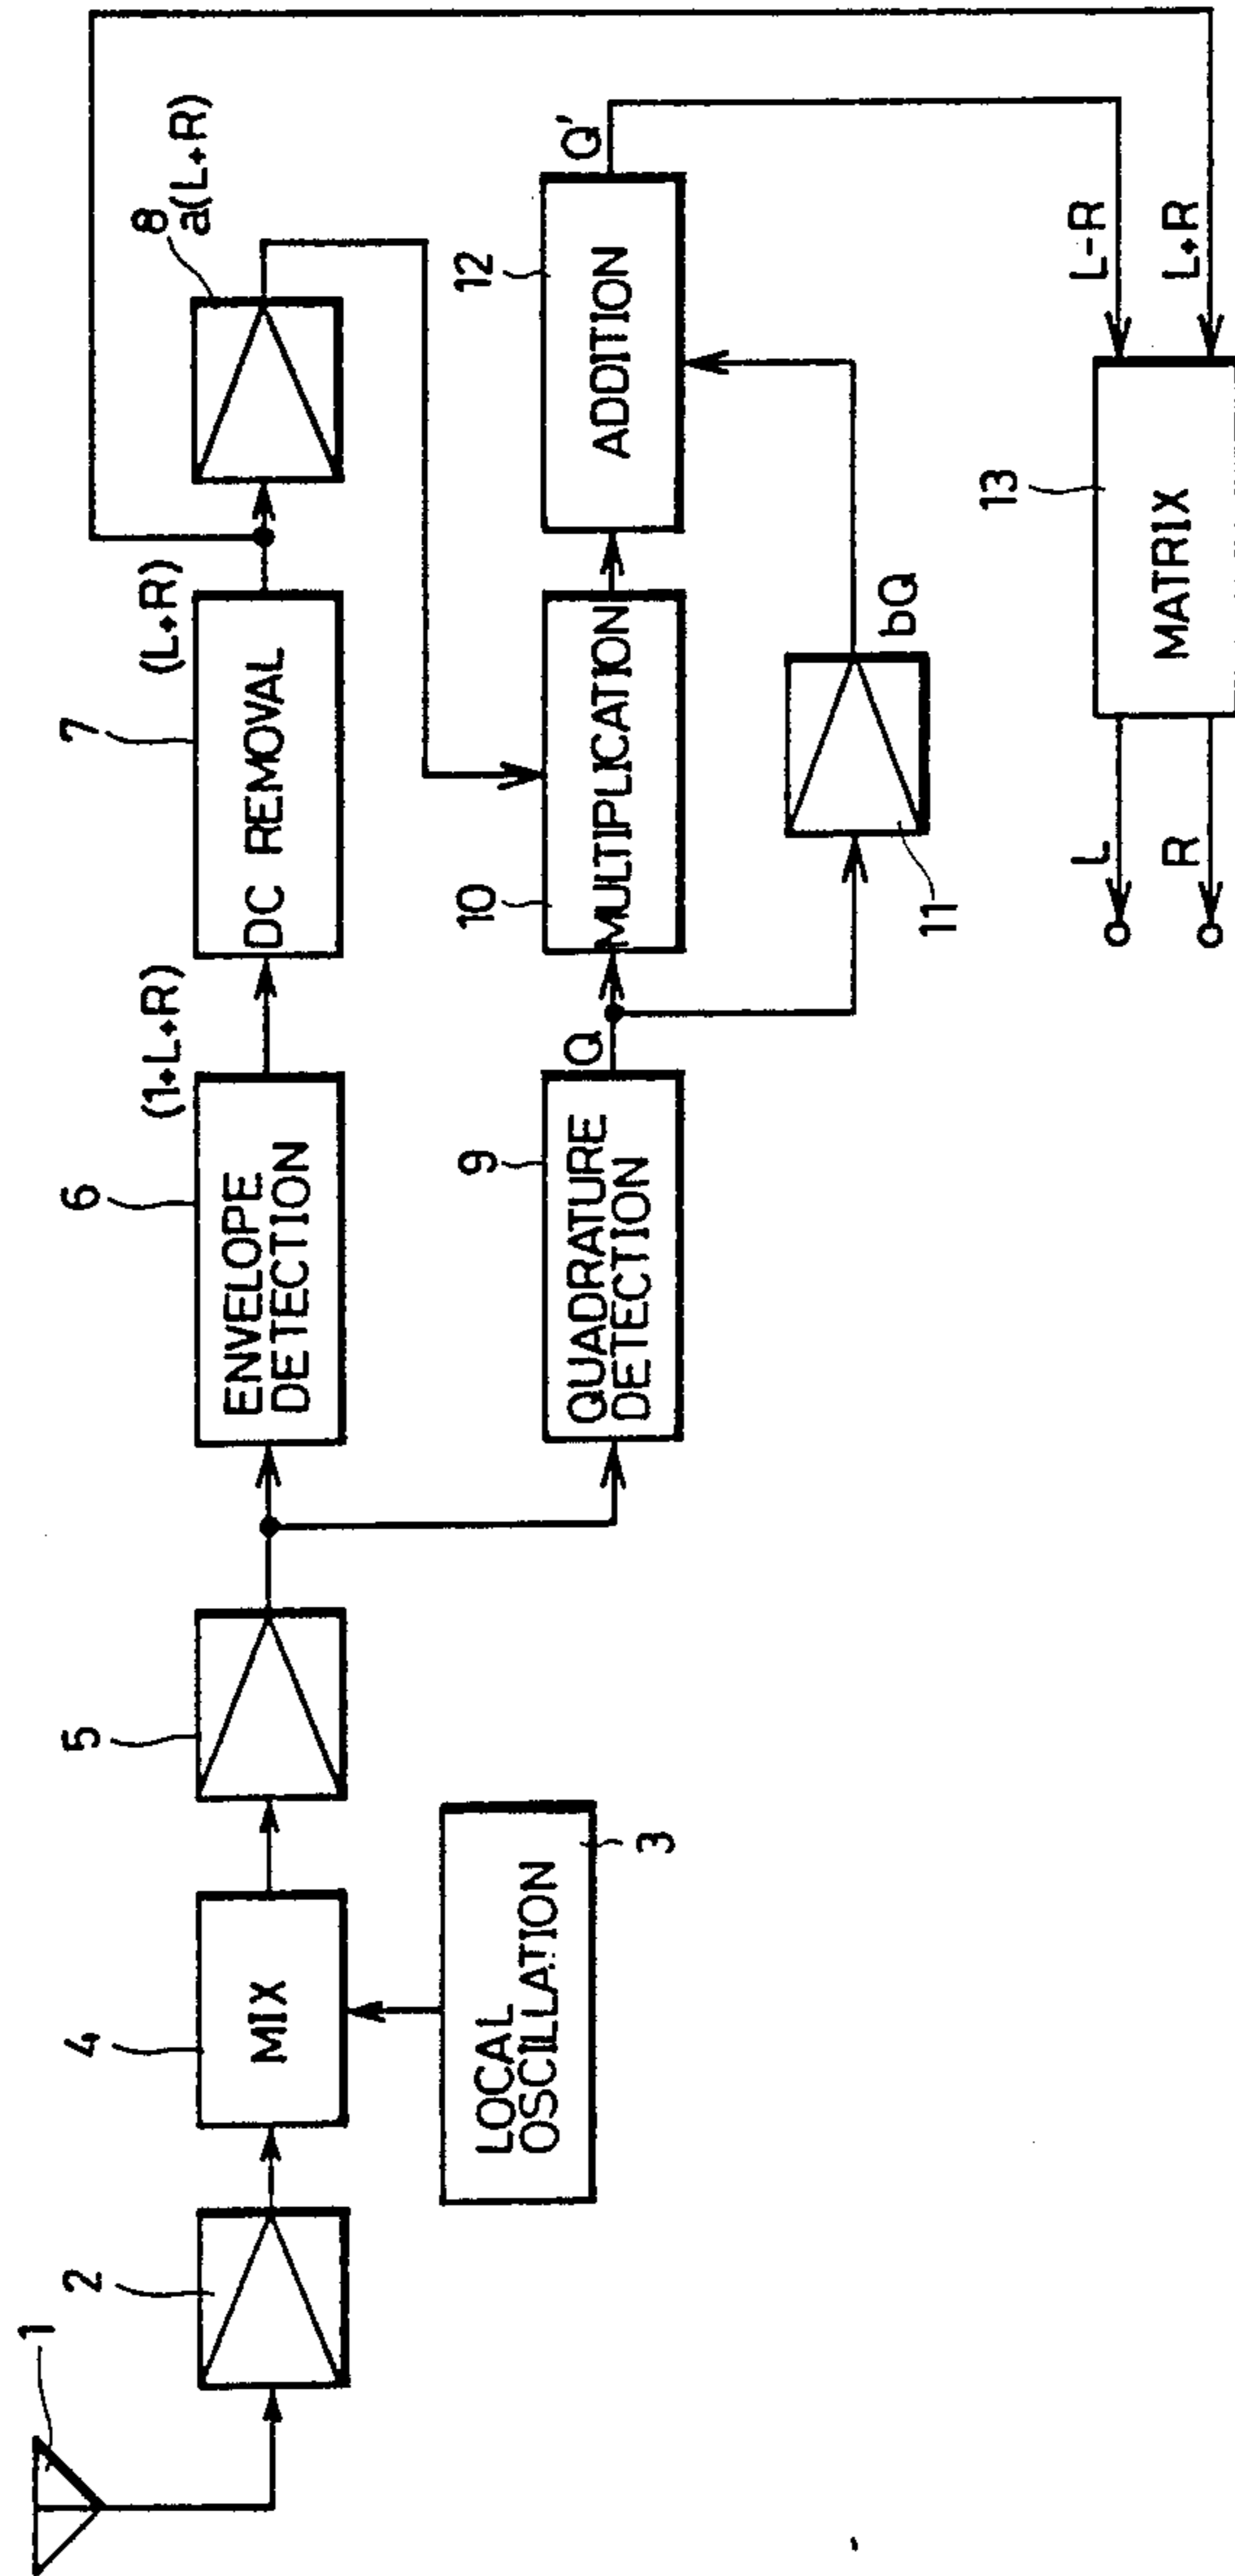 1
2
4
MIX
LOCAL
OSCILLATION
3
5
6
ENVELOPE
DETECTION
(1+L+R)
7
DC REMOVAL
(L+R)
8
a(L+R)
9
QUADRATURE
DETECTION
Q
10
MULTIPLICATION
12
ADDITION
Q'
11
bQ
L-R
L+R
13
MATRIX
L
R